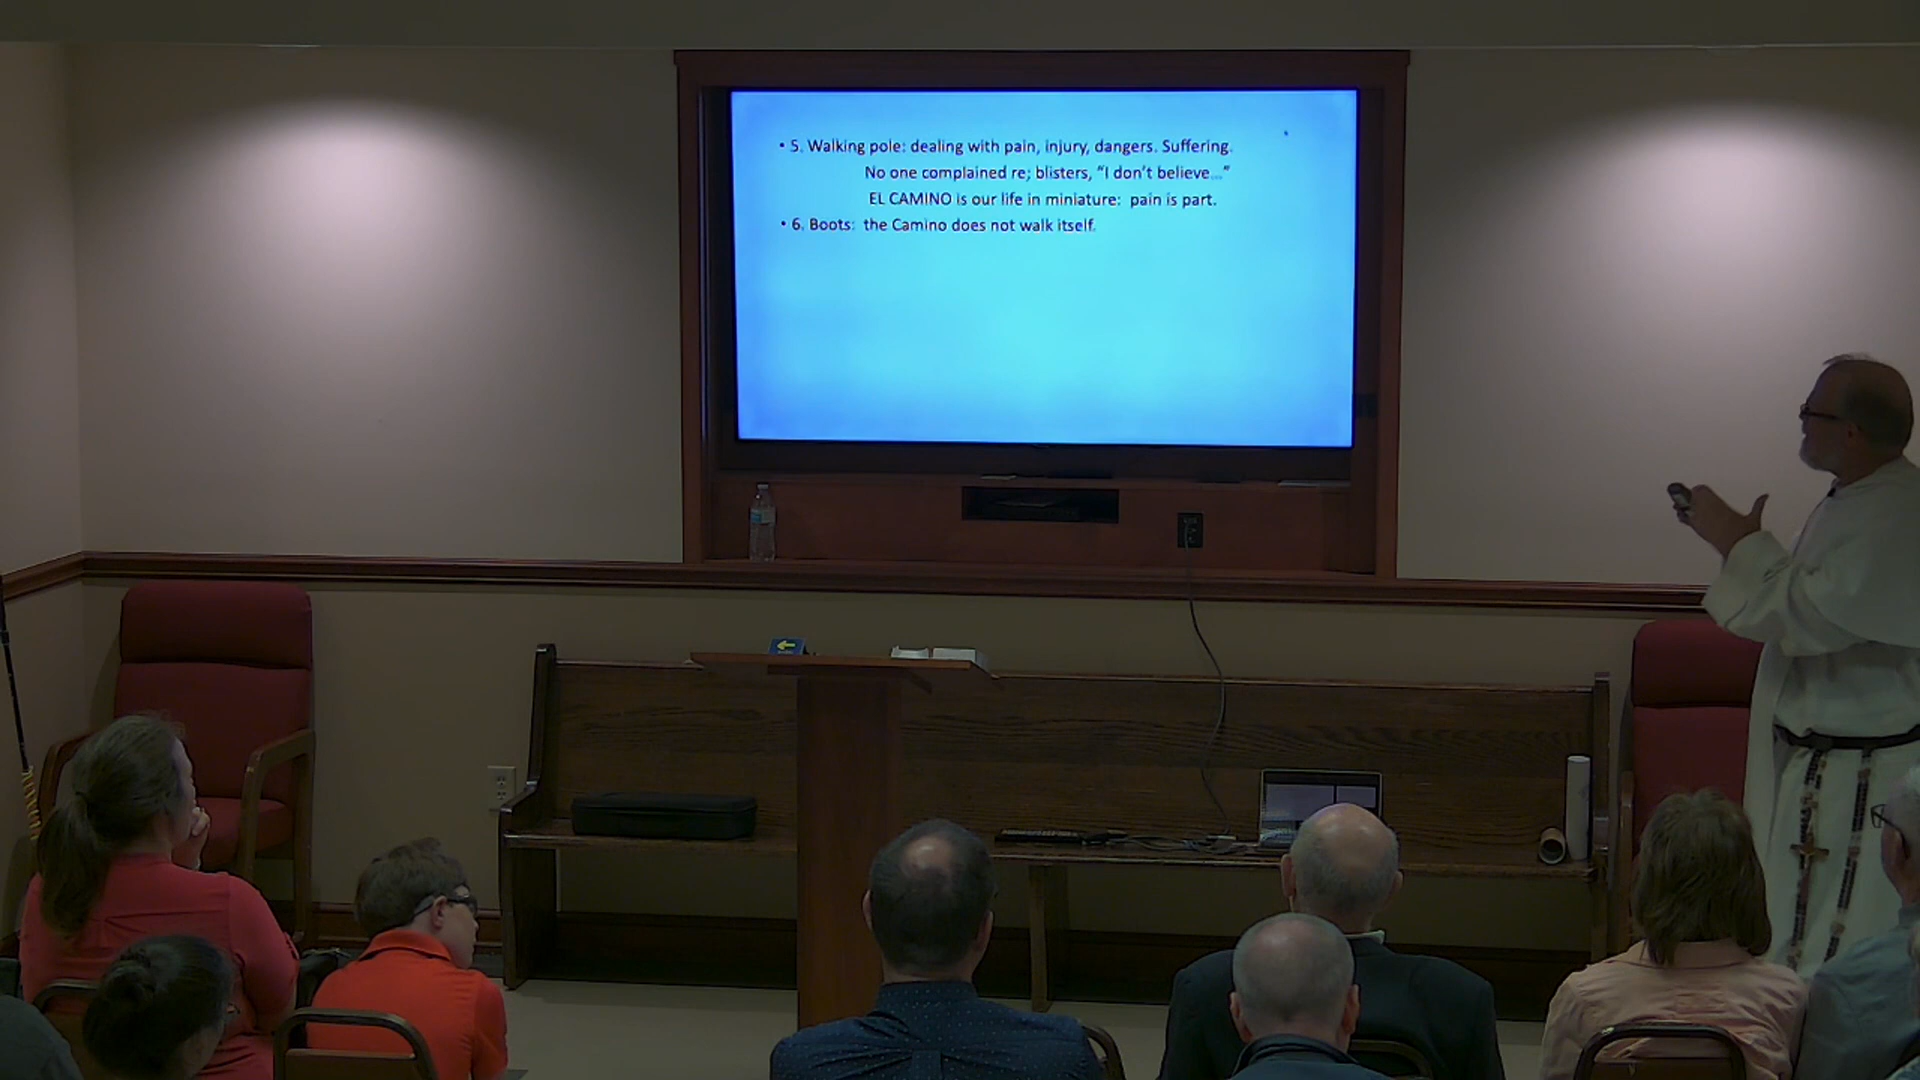 • 5. Walking pole: dealing with pain, injury, dangers. Suffering.
No one complained re; blisters, “I don’t believe…”
EL CAMINO is our life in miniature: pain is part.
• 6. Boots: the Camino does not walk itself.